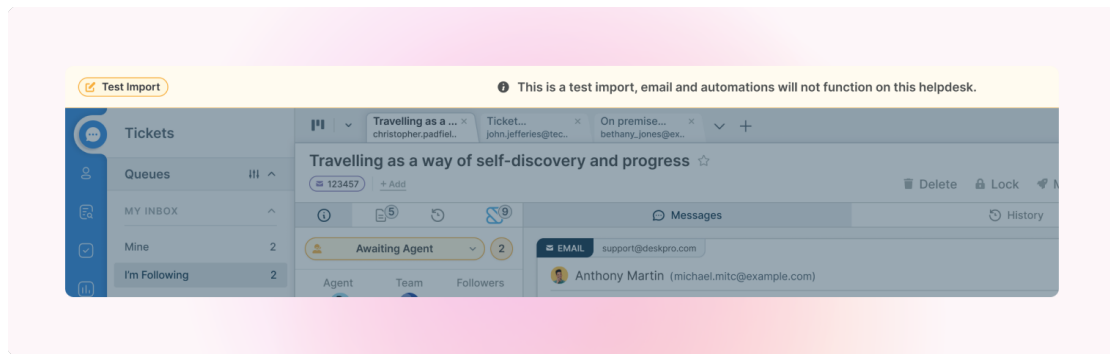 Test Import
This is a test import, email and automations will not function on this helpdesk.
Tickets
Travelling as a ...
christopher.padfiel..
Ticket...
john.jefferies@tec..
On premise...
bethany_jones@ex..
Travelling as a way of self-discovery and progress
Queues
123457
+ Add
Delete
Lock
M
MY INBOX
5
9
Messages
History
Mine 2
Awaiting Agent
2
EMAIL
support@deskpro.com
I'm Following 2
Anthony Martin (michael.mitc@example.com)
Agent
Team
Followers